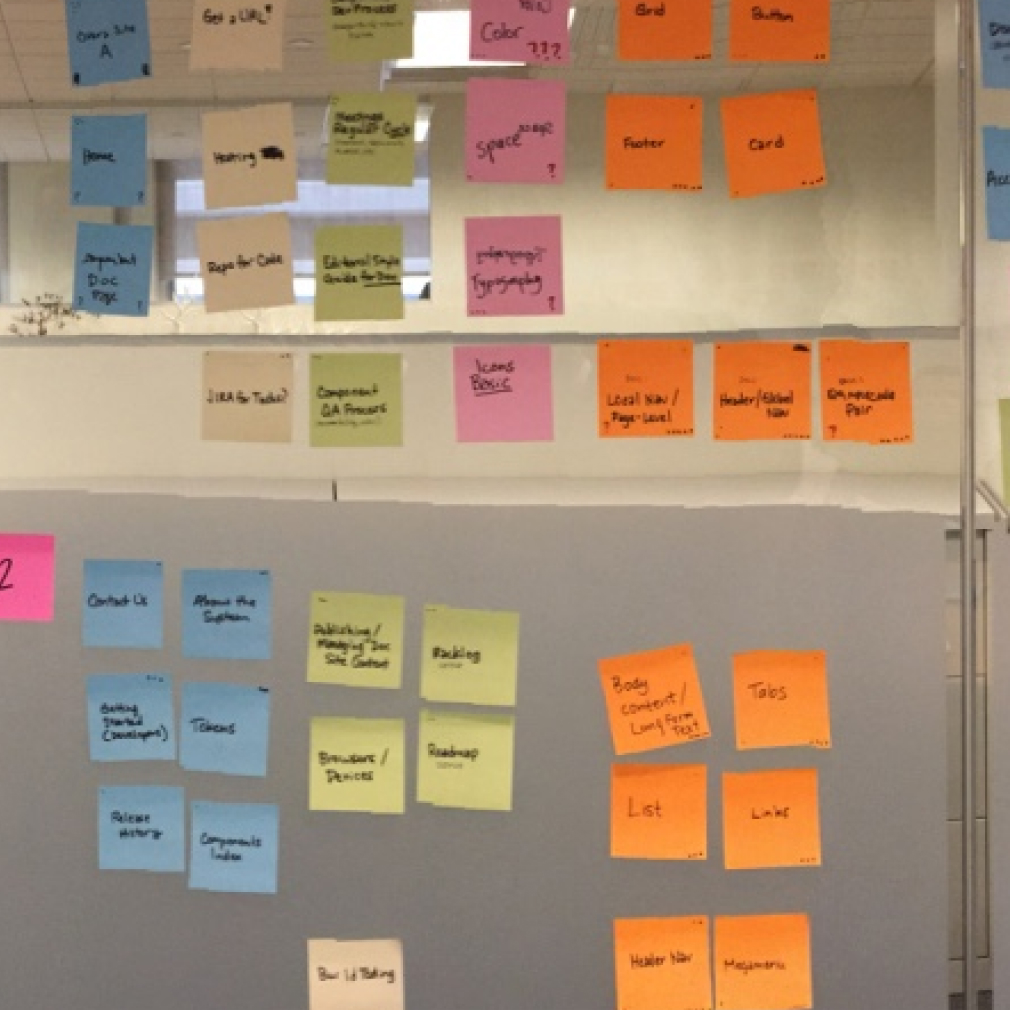 A
Get a URL?
Dev Process
Color
???
Grid
Button
Home
?
?
Hosting
Meetings
Regular Cycle
Space
?
Footer
Card
Doc
Page
?
?
Repo for Code
Editorial Style
Guide for Doc
Typography
?
JIRA for Tasks?
Component
QA Process
Icons
Basic
Local Nav /
Page-Level
?
Header/Global
Nav
Pair
?
2
Contact Us
About the
System
Publishing /
Managing Doc
Site Content
Backlog
Body
content /
Long Form
Text
Tabs
Getting
Started
(Developers)
Tokens
Browsers /
Devices
Roadmap
List
Links
Release
History
Components
Index
Build Tooling
Header Nav
Megamenu